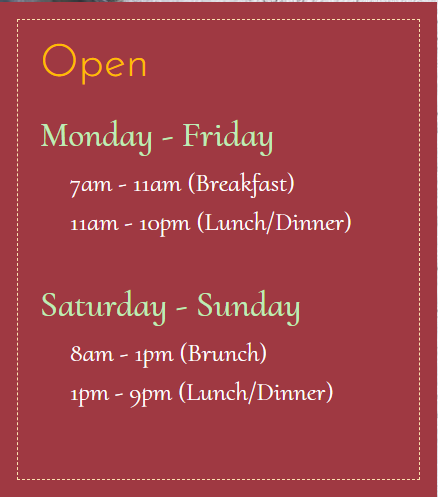 Open
Monday - Friday
7am - 11am (Breakfast)
11am - 10pm (Lunch/Dinner)
Saturday - Sunday
8am - 1pm (Brunch)
1pm - 9pm (Lunch/Dinner)